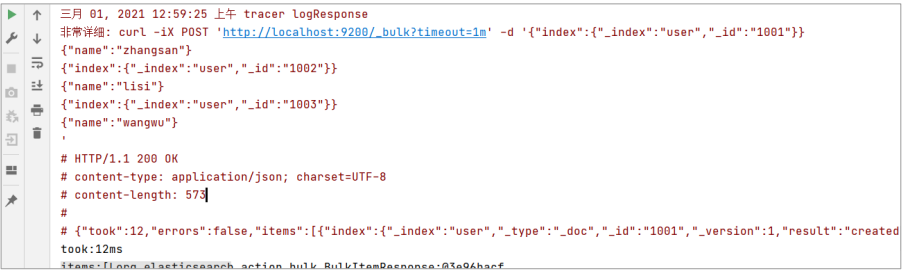 三月 01, 2021 12:59:25 上午 tracer logResponse
非常详细: curl -iX POST 'http://localhost:9200/_bulk?timeout=1m' -d '{"index":{"_index":"user","_id":"1001"}}
{"name":"zhangsan"}
{"index":{"_index":"user","_id":"1002"}}
{"name":"lisi"}
{"index":{"_index":"user","_id":"1003"}}
{"name":"wangwu"}
'
# HTTP/1.1 200 OK
# content-type: application/json; charset=UTF-8
# content-length: 573
#
# {"took":12,"errors":false,"items":[{"index":{"_index":"user","_type":"_doc","_id":"1001","_version":1,"result":"created
took:12ms
items:[Lorg.elasticsearch.action.bulk.BulkItemResponse;@3e96bacf